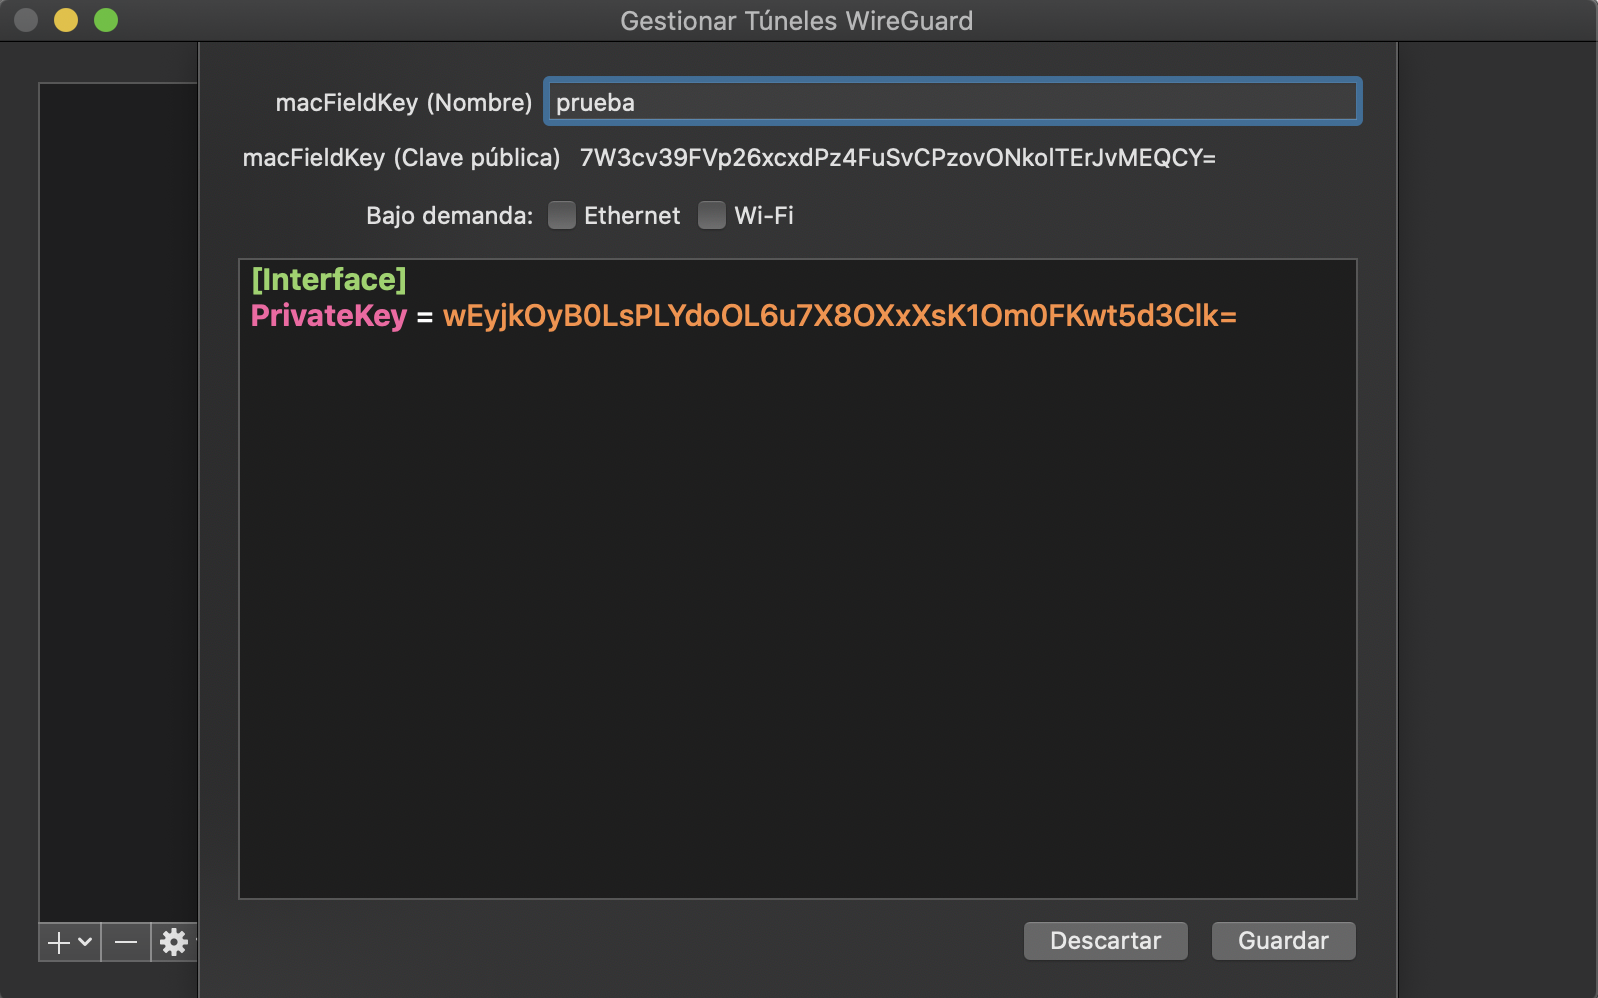 Gestionar Túneles WireGuard
macFieldKey (Nombre) prueba
macFieldKey (Clave pública) 7W3cv39FVp26xcxdPz4FuSvCPzovONkolTErJvMEQCY=
Bajo demanda: Ethernet Wi-Fi
[Interface]
PrivateKey = wEyjkOyB0LsPLYdoOL6u7X8OXxXsK1Om0FKwt5d3Clk=
Descartar Guardar